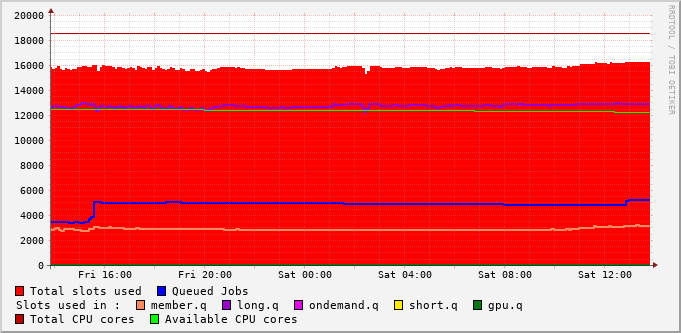 20000
18000
16000
14000
12000
10000
8000
6000
4000
2000
0
Fri 16:00 Fri 20:00 Sat 00:00 Sat 04:00 Sat 08:00 Sat 12:00
Total slots used Queued Jobs
Slots used in : member.q long.q ondemand.q short.q gpu.q
Total CPU cores Available CPU cores
RRDTOOL / TOBI OETIKER